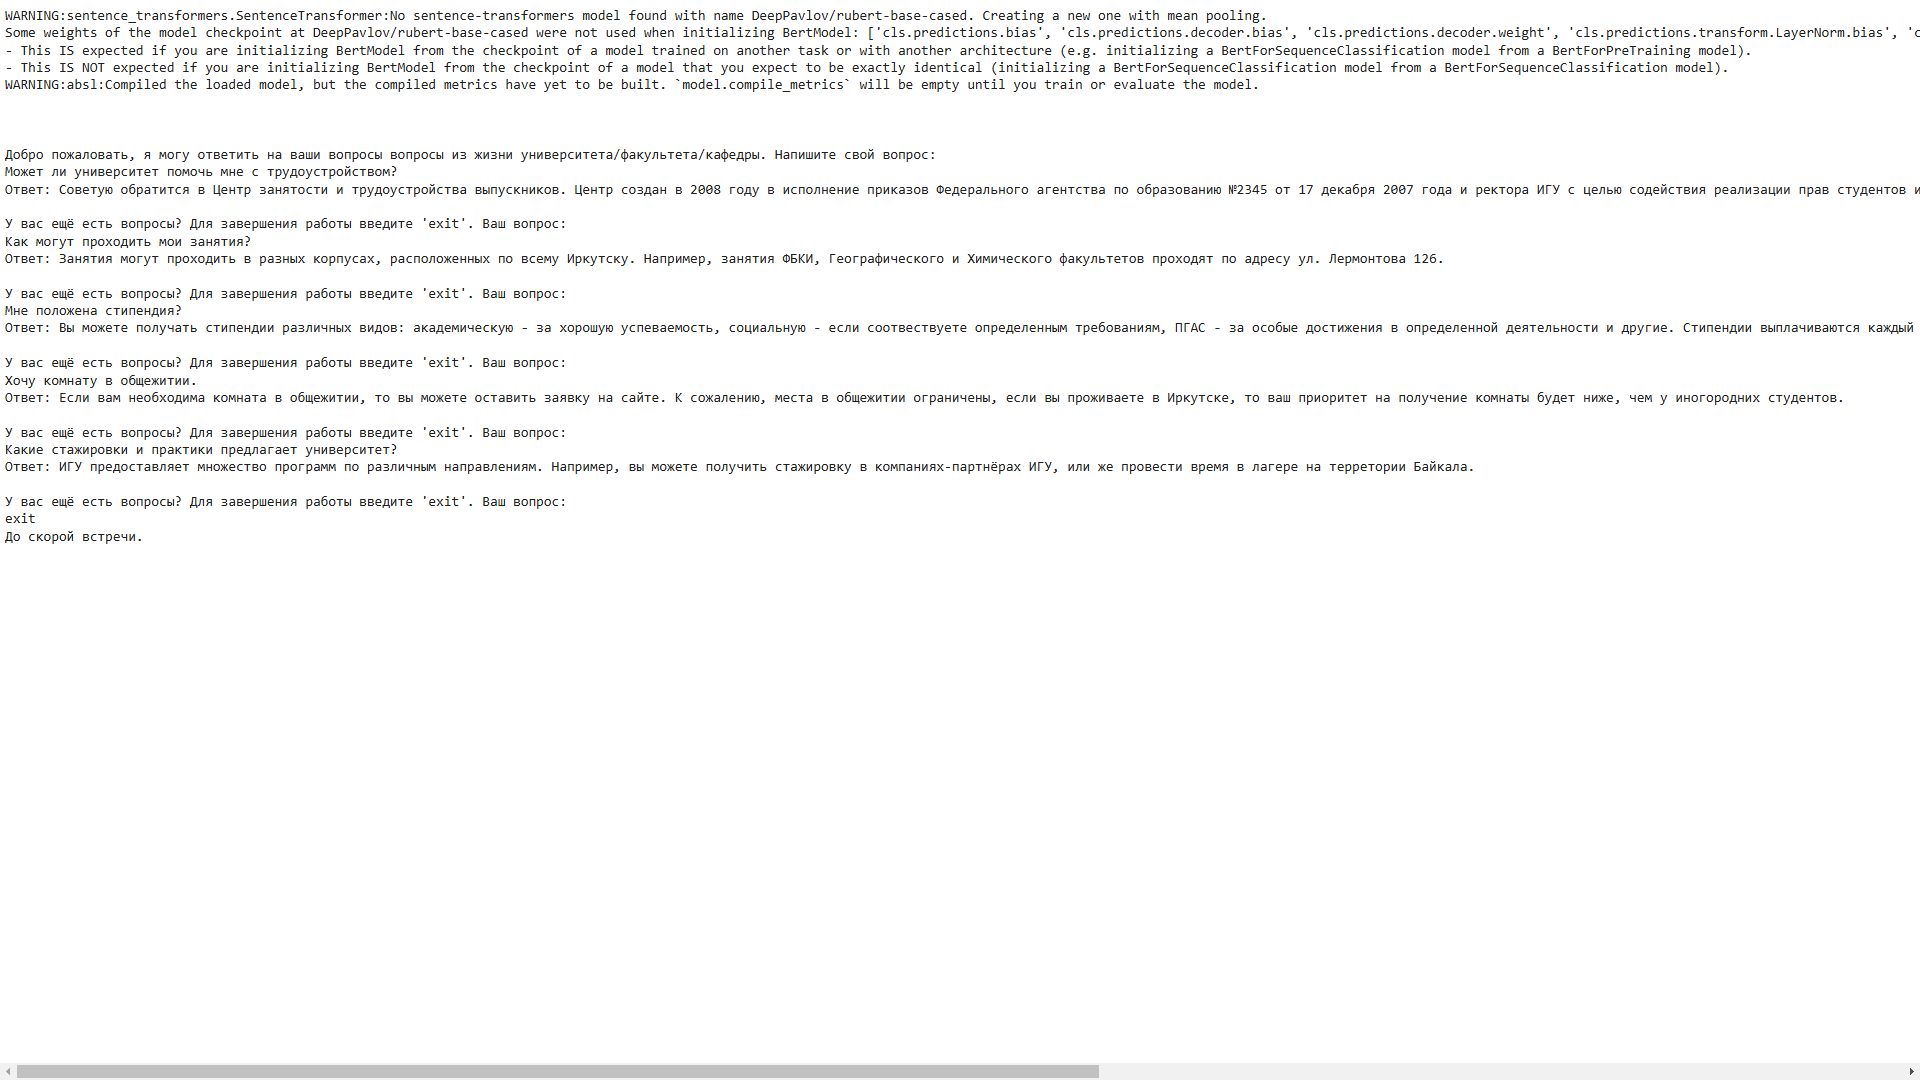 WARNING:sentence_transformers.SentenceTransformer:No sentence-transformers model found with name DeepPavlov/rubert-base-cased. Creating a new one with mean pooling.
Some weights of the model checkpoint at DeepPavlov/rubert-base-cased were not used when initializing BertModel: ['cls.predictions.bias', 'cls.predictions.decoder.bias', 'cls.predictions.decoder.weight', 'cls.predictions.transform.LayerNorm.bias', 'c
- This IS expected if you are initializing BertModel from the checkpoint of a model trained on another task or with another architecture (e.g. initializing a BertForSequenceClassification model from a BertForPreTraining model).
- This IS NOT expected if you are initializing BertModel from the checkpoint of a model that you expect to be exactly identical (initializing a BertForSequenceClassification model from a BertForSequenceClassification model).
WARNING:absl:Compiled the loaded model, but the compiled metrics have yet to be built. `model.compile_metrics` will be empty until you train or evaluate the model.
Добро пожаловать, я могу ответить на ваши вопросы вопросы из жизни университета/факультета/кафедры. Напишите свой вопрос:
Может ли университет помочь мне с трудоустройством?
Ответ: Советую обратится в Центр занятости и трудоустройства выпускников. Центр создан в 2008 году в исполнение приказов Федерального агентства по образованию №2345 от 17 декабря 2007 года и ректора ИГУ с целью содействия реализации прав студентов и
У вас ещё есть вопросы? Для завершения работы введите 'exit'. Ваш вопрос:
Как могут проходить мои занятия?
Ответ: Занятия могут проходить в разных корпусах, расположенных по всему Иркутску. Например, занятия ФБКИ, Географического и Химического факультетов проходят по адресу ул. Лермонтова 126.
У вас ещё есть вопросы? Для завершения работы введите 'exit'. Ваш вопрос:
Мне положена стипендия?
Ответ: Вы можете получать стипендии различных видов: академическую - за хорошую успеваемость, социальную - если соотвествуете определенным требованиям, ПГАС - за особые достижения в определенной деятельности и другие. Стипендии выплачиваются каждый
У вас ещё есть вопросы? Для завершения работы введите 'exit'. Ваш вопрос:
Хочу комнату в общежитии.
Ответ: Если вам необходима комната в общежитии, то вы можете оставить заявку на сайте. К сожалению, места в общежитии ограничены, если вы проживаете в Иркутске, то ваш приоритет на получение комнаты будет ниже, чем у иногородних студентов.
У вас ещё есть вопросы? Для завершения работы введите 'exit'. Ваш вопрос:
Какие стажировки и практики предлагает университет?
Ответ: ИГУ предоставляет множество программ по различным направлениям. Например, вы можете получить стажировку в компаниях-партнёрах ИГУ, или же провести время в лагере на терретории Байкала.
У вас ещё есть вопросы? Для завершения работы введите 'exit'. Ваш вопрос:
exit
До скорой встречи.